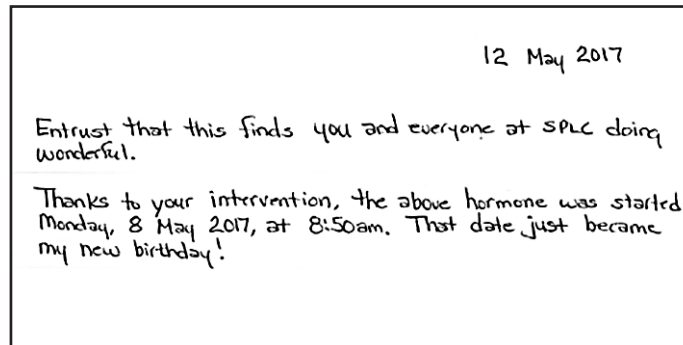 12 May 2017
Entrust that this finds you and everyone at SPLC doing
wonderful.
Thanks to your intervention, the above hormone was started
Monday, 8 May 2017, at 8:50am. That date just became
my new birthday!